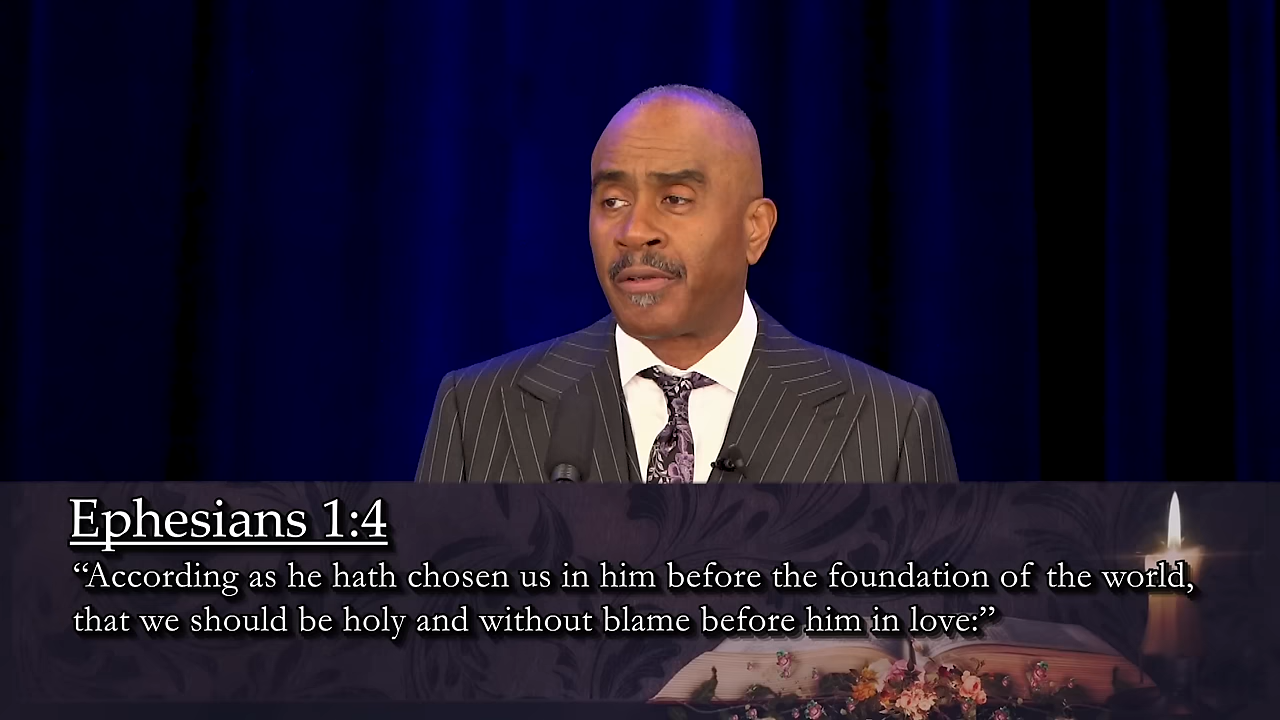 Ephesians 1:4
“According as he hath chosen us in him before the foundation of the world,
that we should be holy and without blame before him in love:”